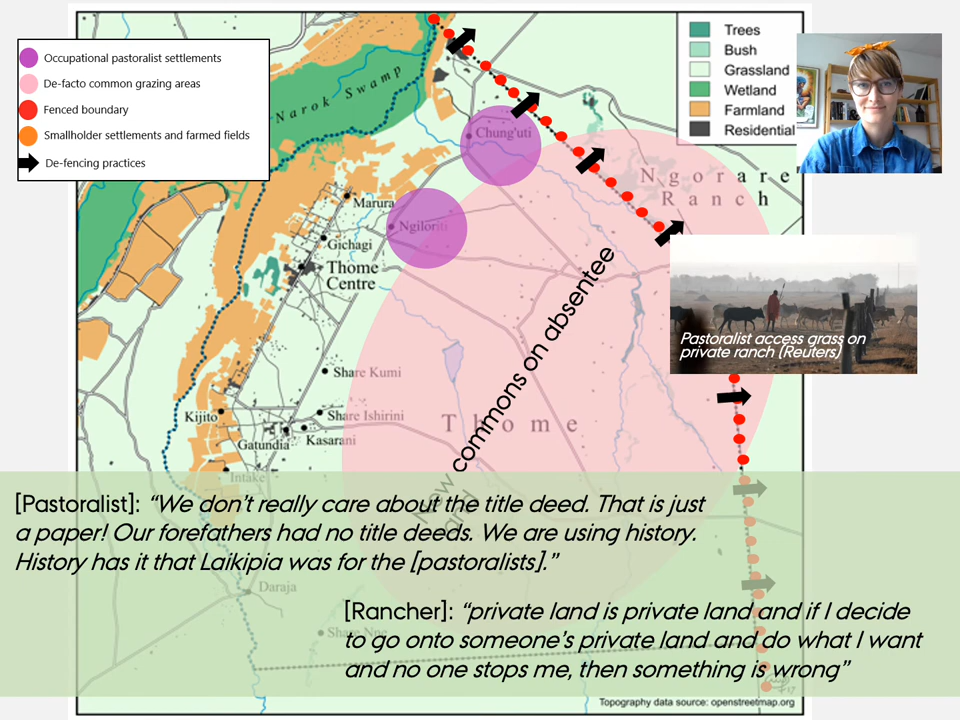 Occupational pastoralist settlements
De-facto common grazing areas
Fenced boundary
Smallholder settlements and farmed fields
De-fencing practices
Trees
Bush
Grassland
Wetland
Farmland
Residential
Narok Swamp
Chung'uti
Ngorare
Ranch
Marura
Ngiloriti
Gichagi
Thome
Centre
New commons on absentee
land
Pastoralist access grass on
private ranch (Reuters)
Share Kumi
Thome
Kijito
Share Ishirini
Gatundia
Kasarani
Intake
[Pastoralist]: “We don’t really care about the title deed. That is just
a paper! Our forefathers had no title deeds. We are using history.
History has it that Laikipia was for the [pastoralists].”
Daraja
[Rancher]: “private land is private land and if I decide
to go onto someone’s private land and do what I want
and no one stops me, then something is wrong”
Share Nne
Topography data source: openstreetmap.org